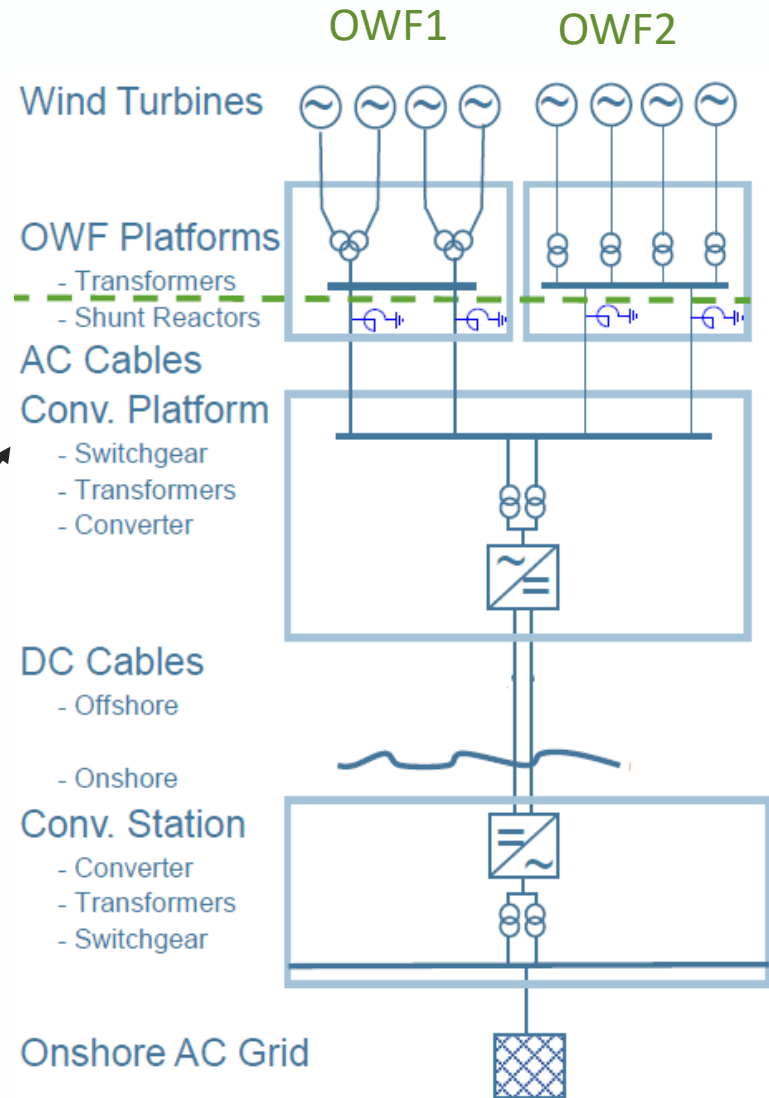 OWF1 OWF2
Wind Turbines
OWF Platforms
- Transformers
- Shunt Reactors
AC Cables
Conv. Platform
- Switchgear
- Transformers
- Converter
DC Cables
- Offshore
- Onshore
Conv. Station
- Converter
- Transformers
- Switchgear
Onshore AC Grid